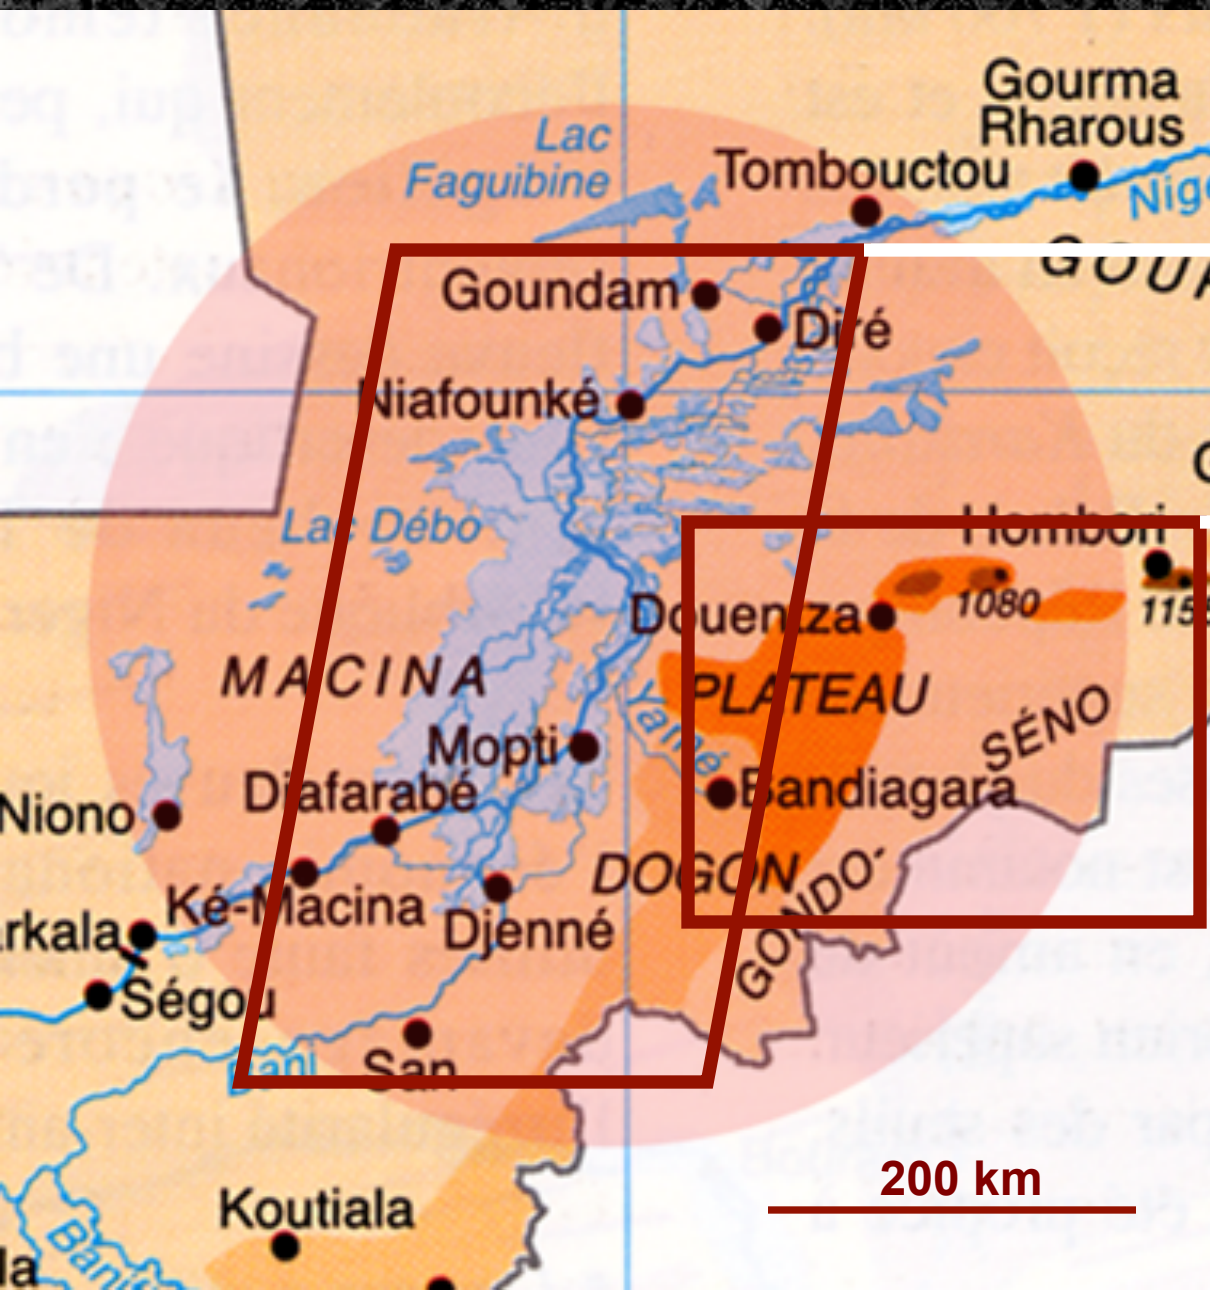 Gourma
Rharous
Lac
Faguibine
Tombouctou
Goundam
Diré
Niafounké
Lac Débo
Hombori
Douentza
1080
MACINA
PLATEAU
Yamé
SÉNO
Mopti
Bandiagara
Diafarabé
Niono
DOGON
GONDO
Ké-Macina
Djenné
Ségou
Bani
San
200 km
Koutiala